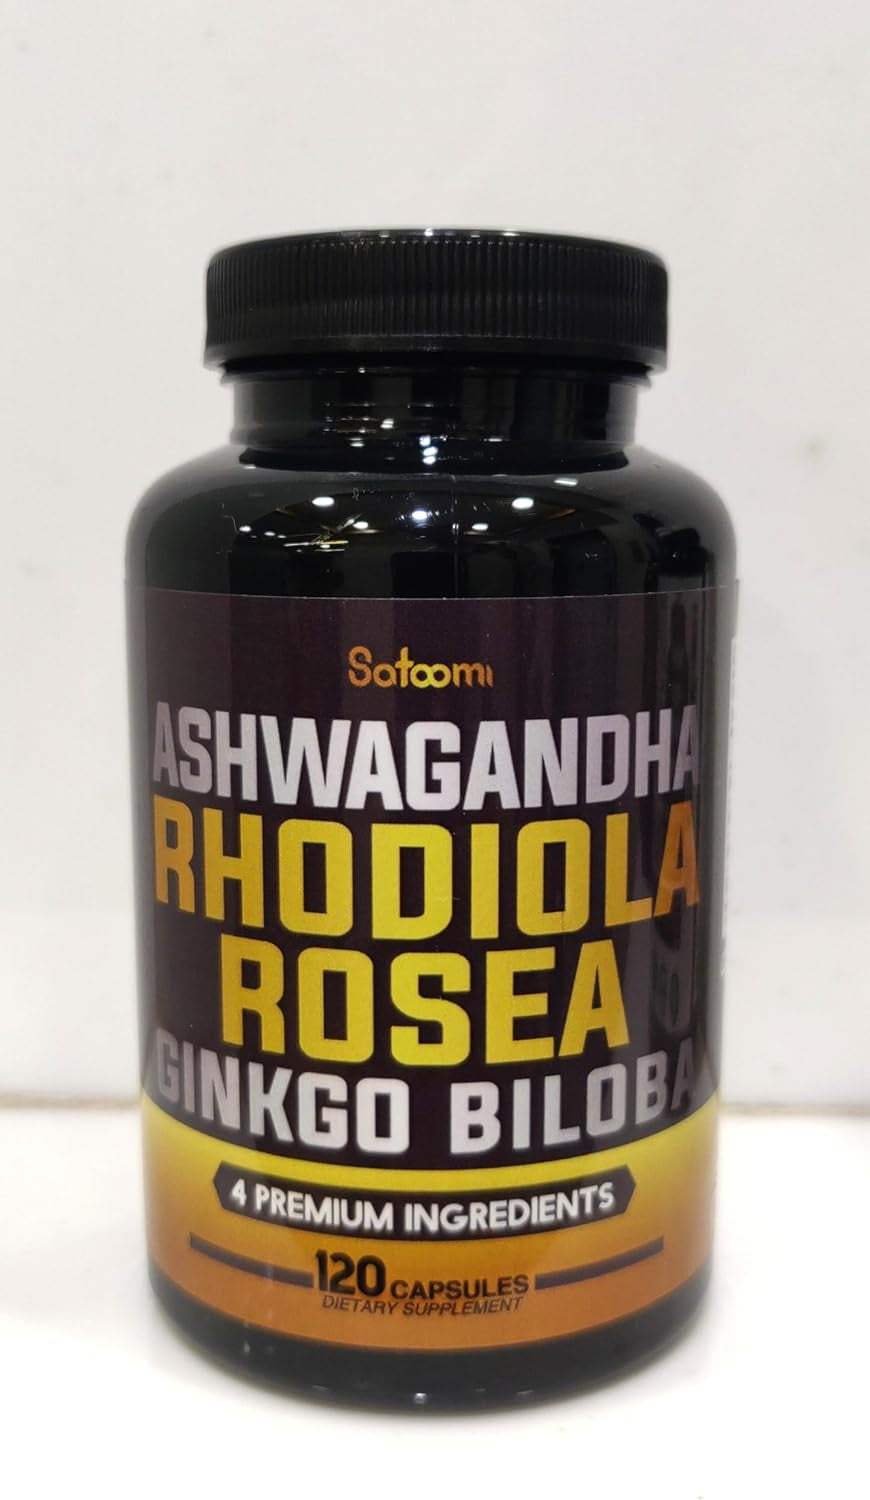 Satoomi
ASHWAGANDHA
RHODIOLA
ROSEA
GINKGO BILOBA
4 PREMIUM INGREDIENTS
120 CAPSULES
DIETARY SUPPLEMENT